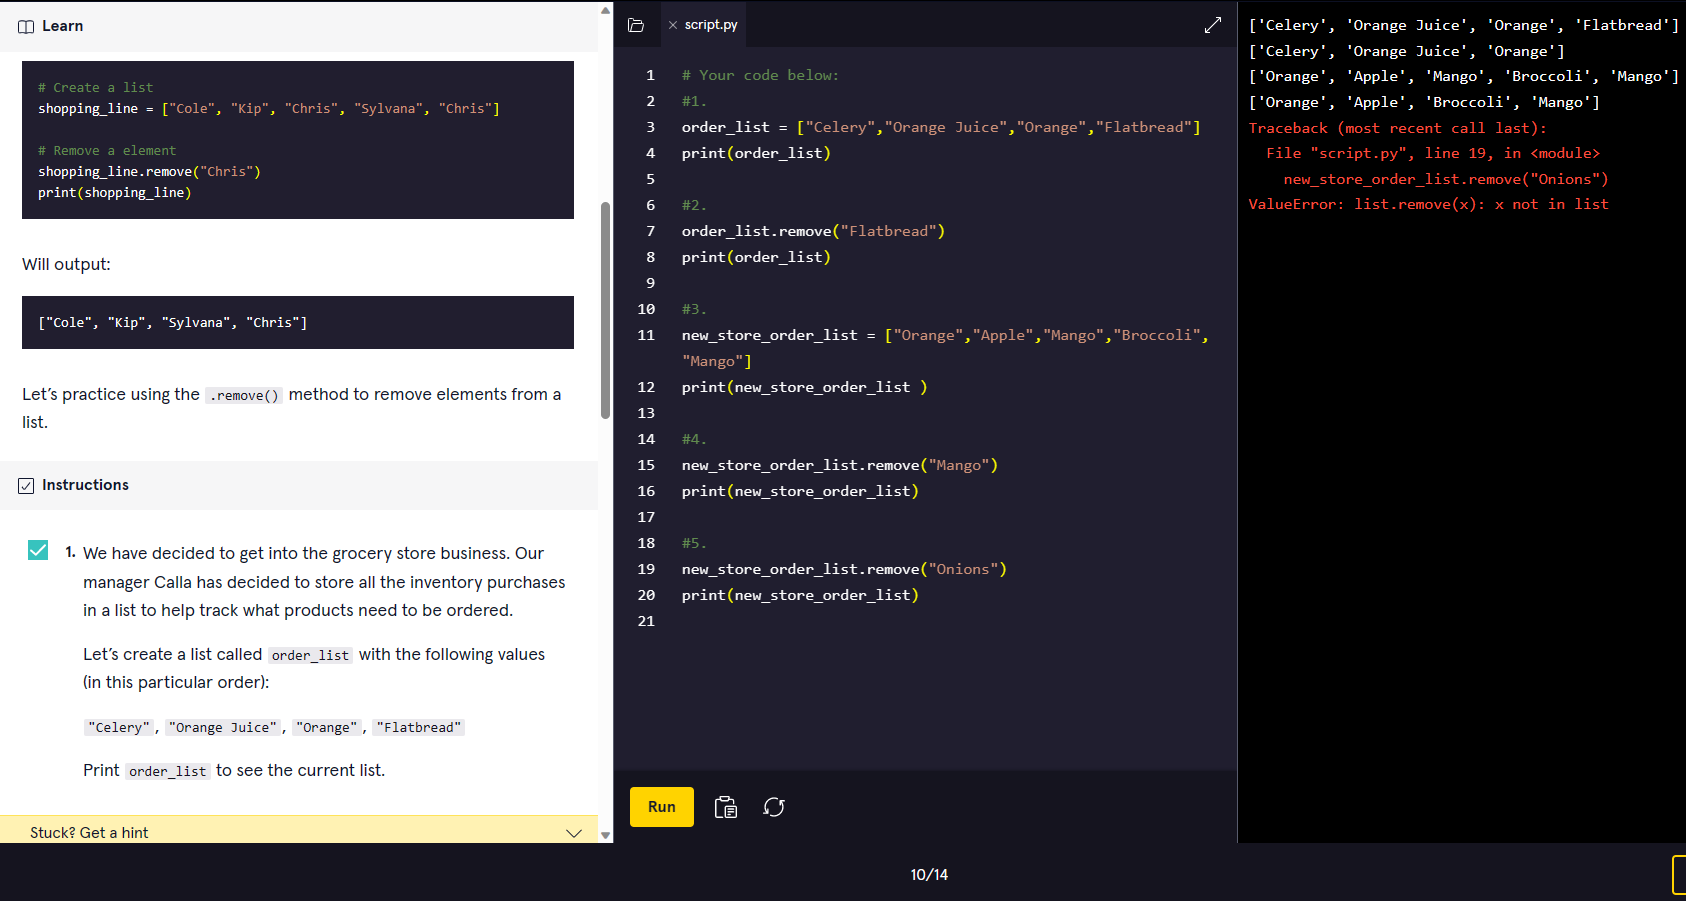 Learn
# Create a list
shopping_line = ["Cole", "Kip", "Chris", "Sylvana", "Chris"]
# Remove a element
shopping_line.remove("Chris")
print(shopping_line)
Will output:
["Cole", "Kip", "Sylvana", "Chris"]
Let's practice using the .remove() method to remove elements from a
list.
Instructions
1. We have decided to get into the grocery store business. Our
manager Calla has decided to store all the inventory purchases
in a list to help track what products need to be ordered.
Let's create a list called order_list with the following values
(in this particular order):
"Celery", "Orange Juice", "Orange", "Flatbread"
Print order_list to see the current list.
Stuck? Get a hint
script.py
1 # Your code below:
2 #1.
3 order_list = ["Celery","Orange Juice","Orange","Flatbread"]
4 print(order_list)
5
6 #2.
7 order_list.remove("Flatbread")
8 print(order_list)
9
10 #3.
11 new_store_order_list = ["Orange","Apple","Mango","Broccoli",
"Mango"]
12 print(new_store_order_list )
13
14 #4.
15 new_store_order_list.remove("Mango")
16 print(new_store_order_list)
17
18 #5.
19 new_store_order_list.remove("Onions")
20 print(new_store_order_list)
21
Run
['Celery', 'Orange Juice', 'Orange', 'Flatbread']
['Celery', 'Orange Juice', 'Orange']
['Orange', 'Apple', 'Mango', 'Broccoli', 'Mango']
['Orange', 'Apple', 'Broccoli', 'Mango']
Traceback (most recent call last):
File "script.py", line 19, in <module>
new_store_order_list.remove("Onions")
ValueError: list.remove(x): x not in list
10/14